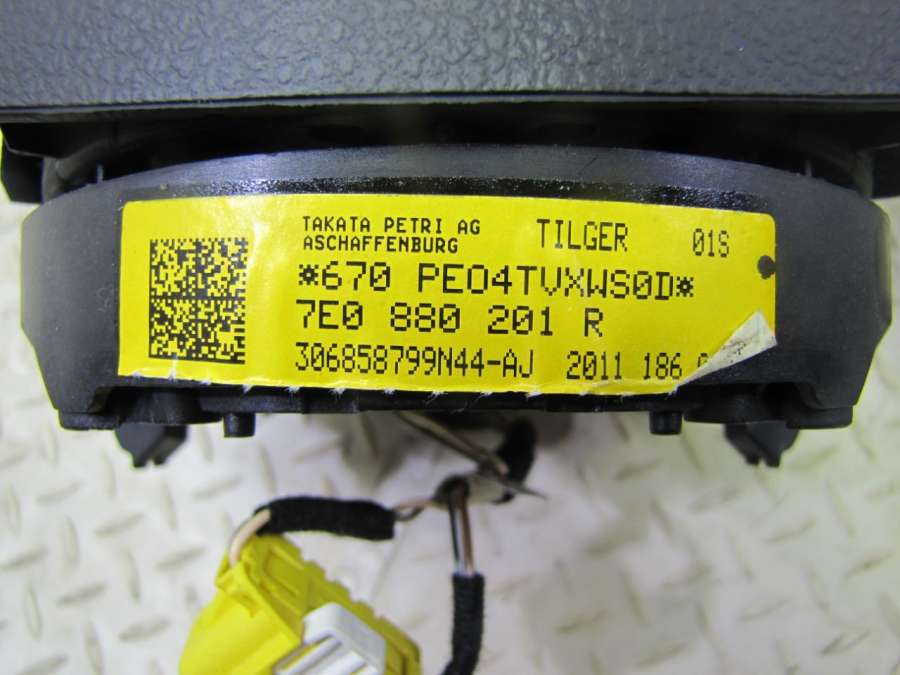 TAKATA PETRI AG
ASCHAFFENBURG
TILGER 01S
*670 PE04TVXWS0D*
7E0 880 201 R
306858799N44-AJ 2011 186